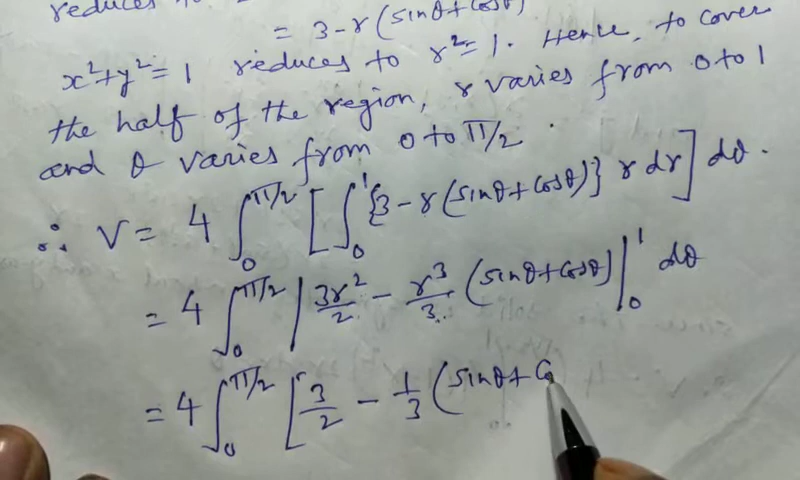 reduces to
= 3-r(sinθ+cosθ)
x²+y²=1 reduces to r²=1. Hence, to cover
the half of the region, r varies from 0 to 1
and θ varies from 0 to π/2.
∴ V = 4 ∫₀^(π/2) [∫₀¹ {3-r(sinθ+cosθ)} r dr] dθ.
= 4 ∫₀^(π/2) | 3r²/2 - r³/3 (sinθ+cosθ) |₀¹ dθ
= 4 ∫₀^(π/2) [3/2 - 1/3 (sinθ+c